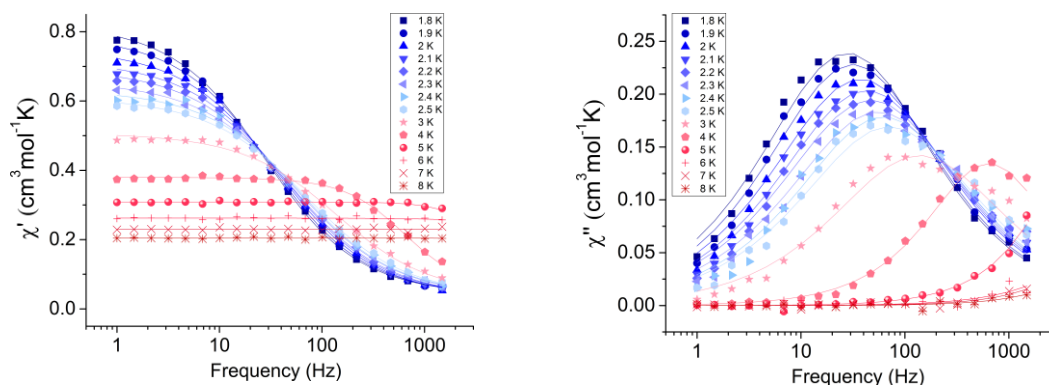 χ' (cm³mol⁻¹K)
0.8
0.6
0.4
0.2
0.0
1.8 K
1.9 K
2 K
2.1 K
2.2 K
2.3 K
2.4 K
2.5 K
3 K
4 K
5 K
6 K
7 K
8 K
1 10 100 1000
Frequency (Hz)
χ'' (cm³mol⁻¹K)
0.25
0.20
0.15
0.10
0.05
0.00
1.8 K
1.9 K
2 K
2.1 K
2.2 K
2.3 K
2.4 K
2.5 K
3 K
4 K
5 K
6 K
7 K
8 K
1 10 100 1000
Frequency (Hz)